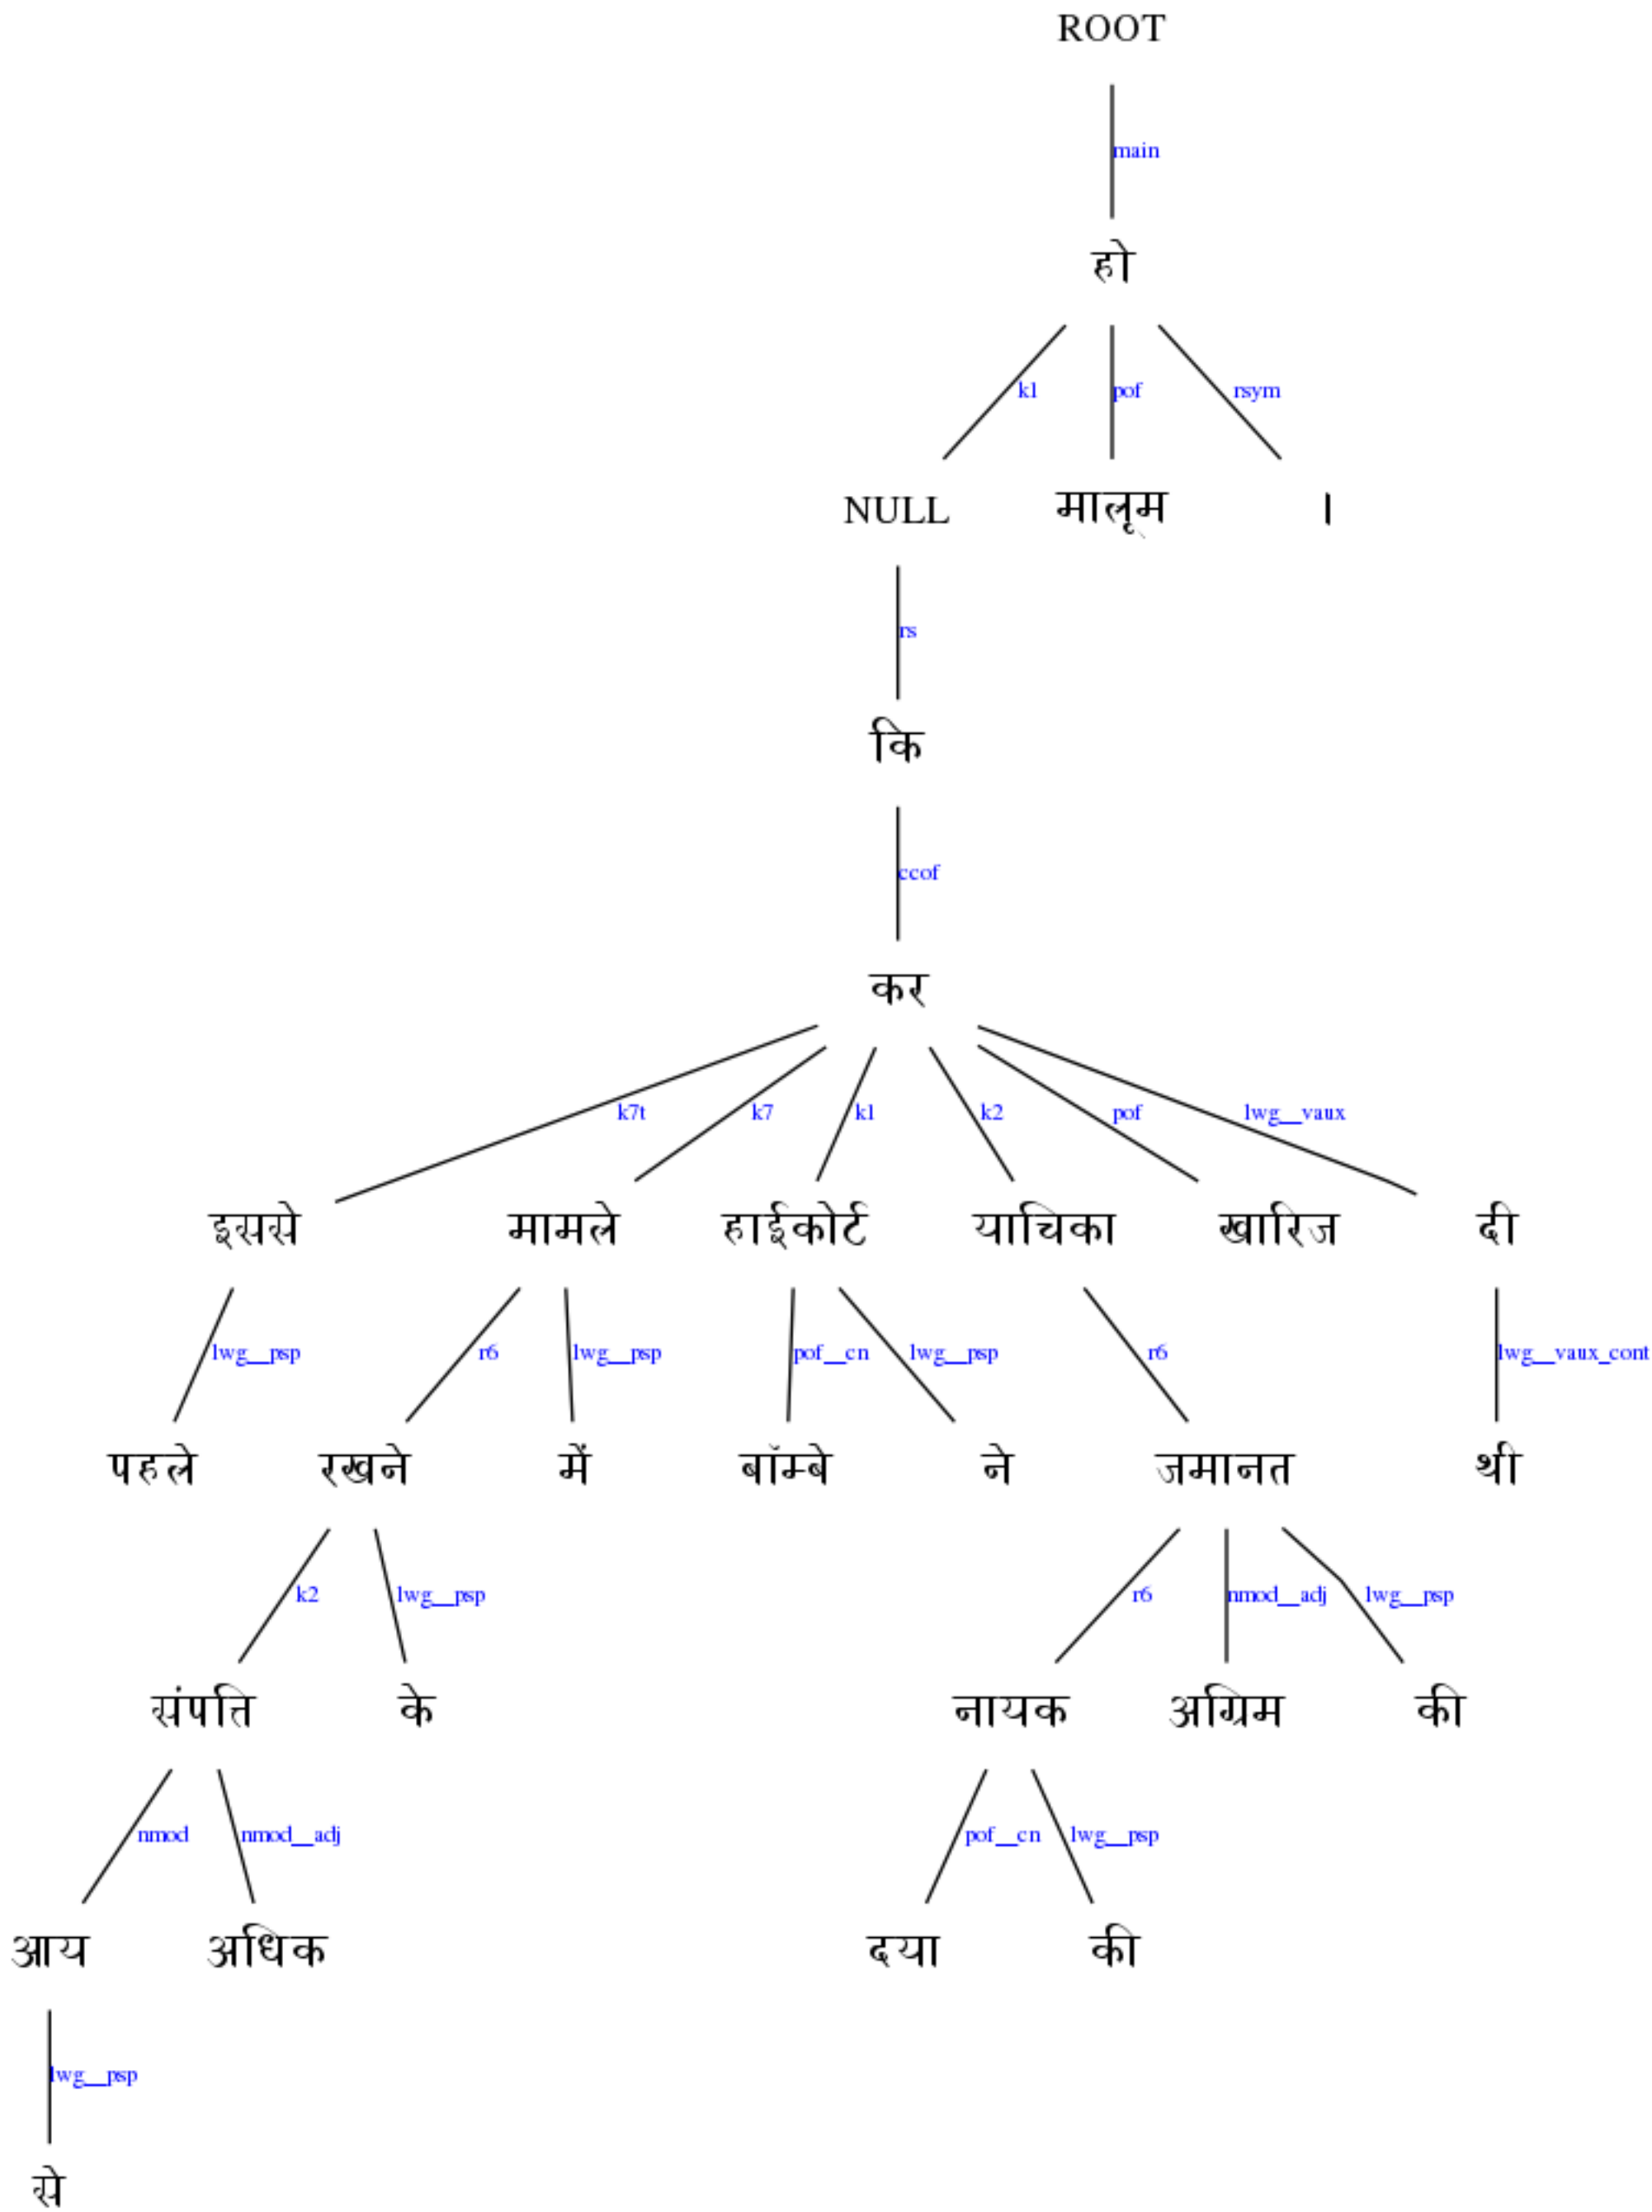 ROOT
main
हो
k1 pof rsym
NULL मालूम ।
rs
कि
ccof
कर
k7t k7 k1 k2 pof lwg__vaux
इससे मामले हाईकोर्ट याचिका खारिज दी
lwg__psp r6 lwg__psp pof__cn lwg__psp r6 lwg__vaux_cont
पहले रखने में बॉम्बे ने जमानत थी
k2 lwg__psp r6 nmod__adj lwg__psp
संपत्ति के नायक अग्रिम की
nmod nmod__adj pof__cn lwg__psp
आय अधिक दया की
lwg__psp
से